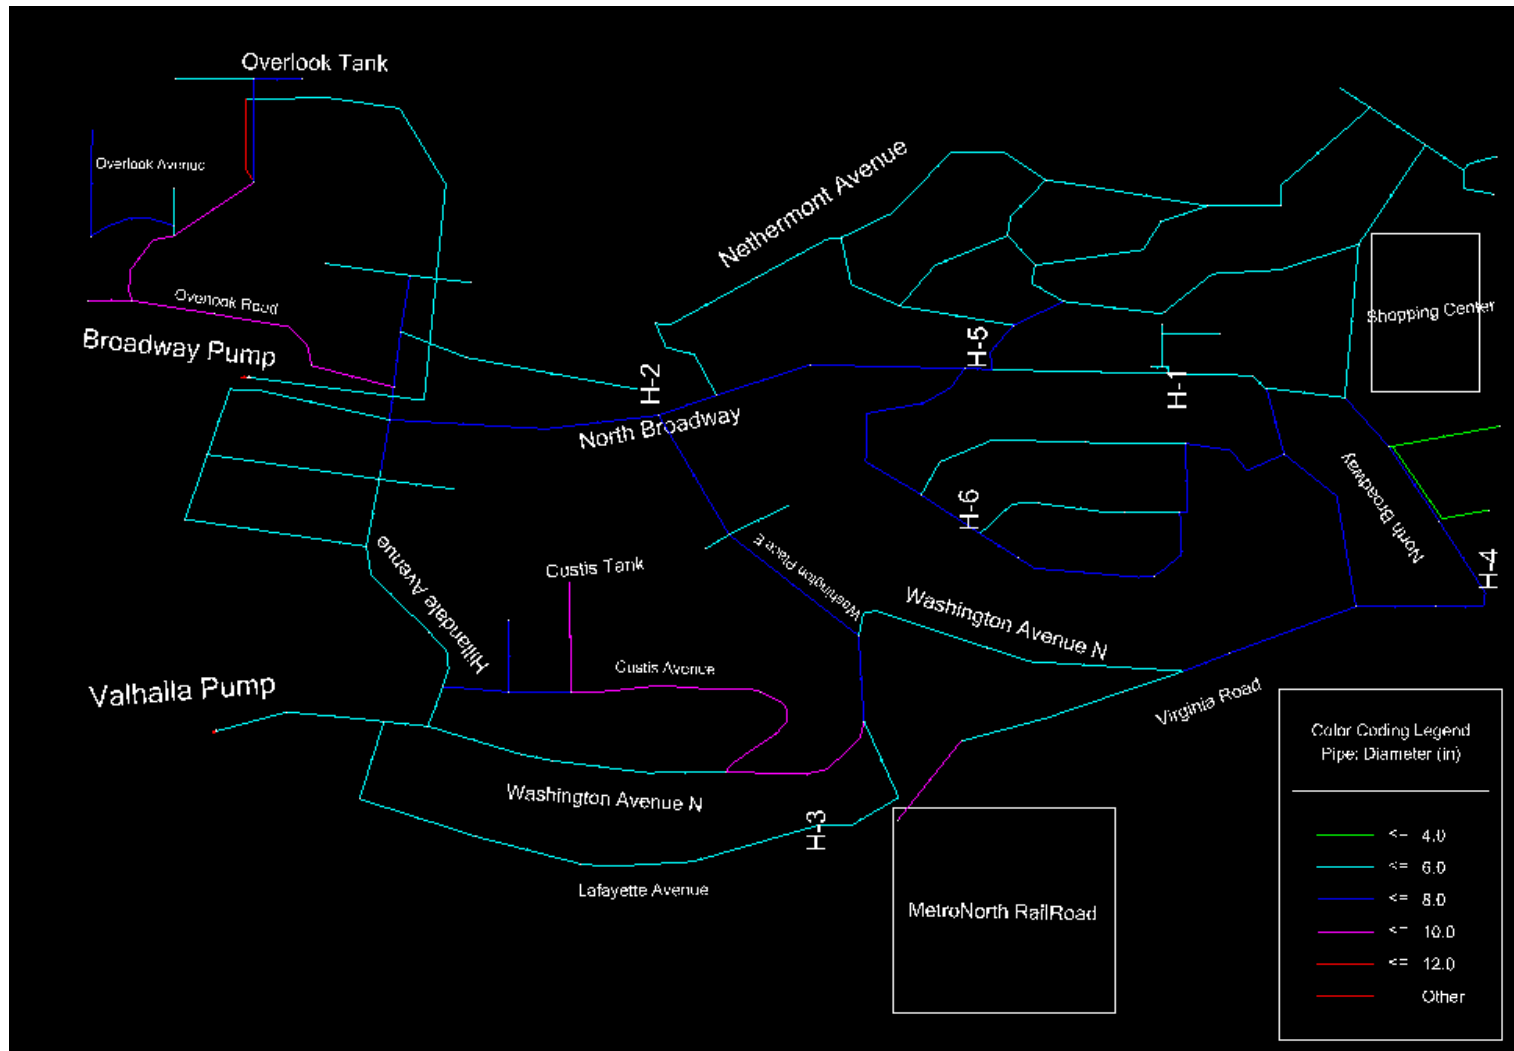 Overlook Tank
Overlook Avenue
Nethermont Avenue
Overlook Road
Shopping Center
Broadway Pump
H-5
H-2
H-1
North Broadway
North Broadway
H-6
Washington Place E
H-4
Custis Tank
Hillandale Avenue
Washington Avenue N
Custis Avenue
Valhalla Pump
Virginia Road
Washington Avenue N
H-3
Lafayette Avenue
MetroNorth RailRoad
Color Coding Legend
Pipe: Diameter (in)
<= 4.0
<= 6.0
<= 8.0
<= 10.0
<= 12.0
Other